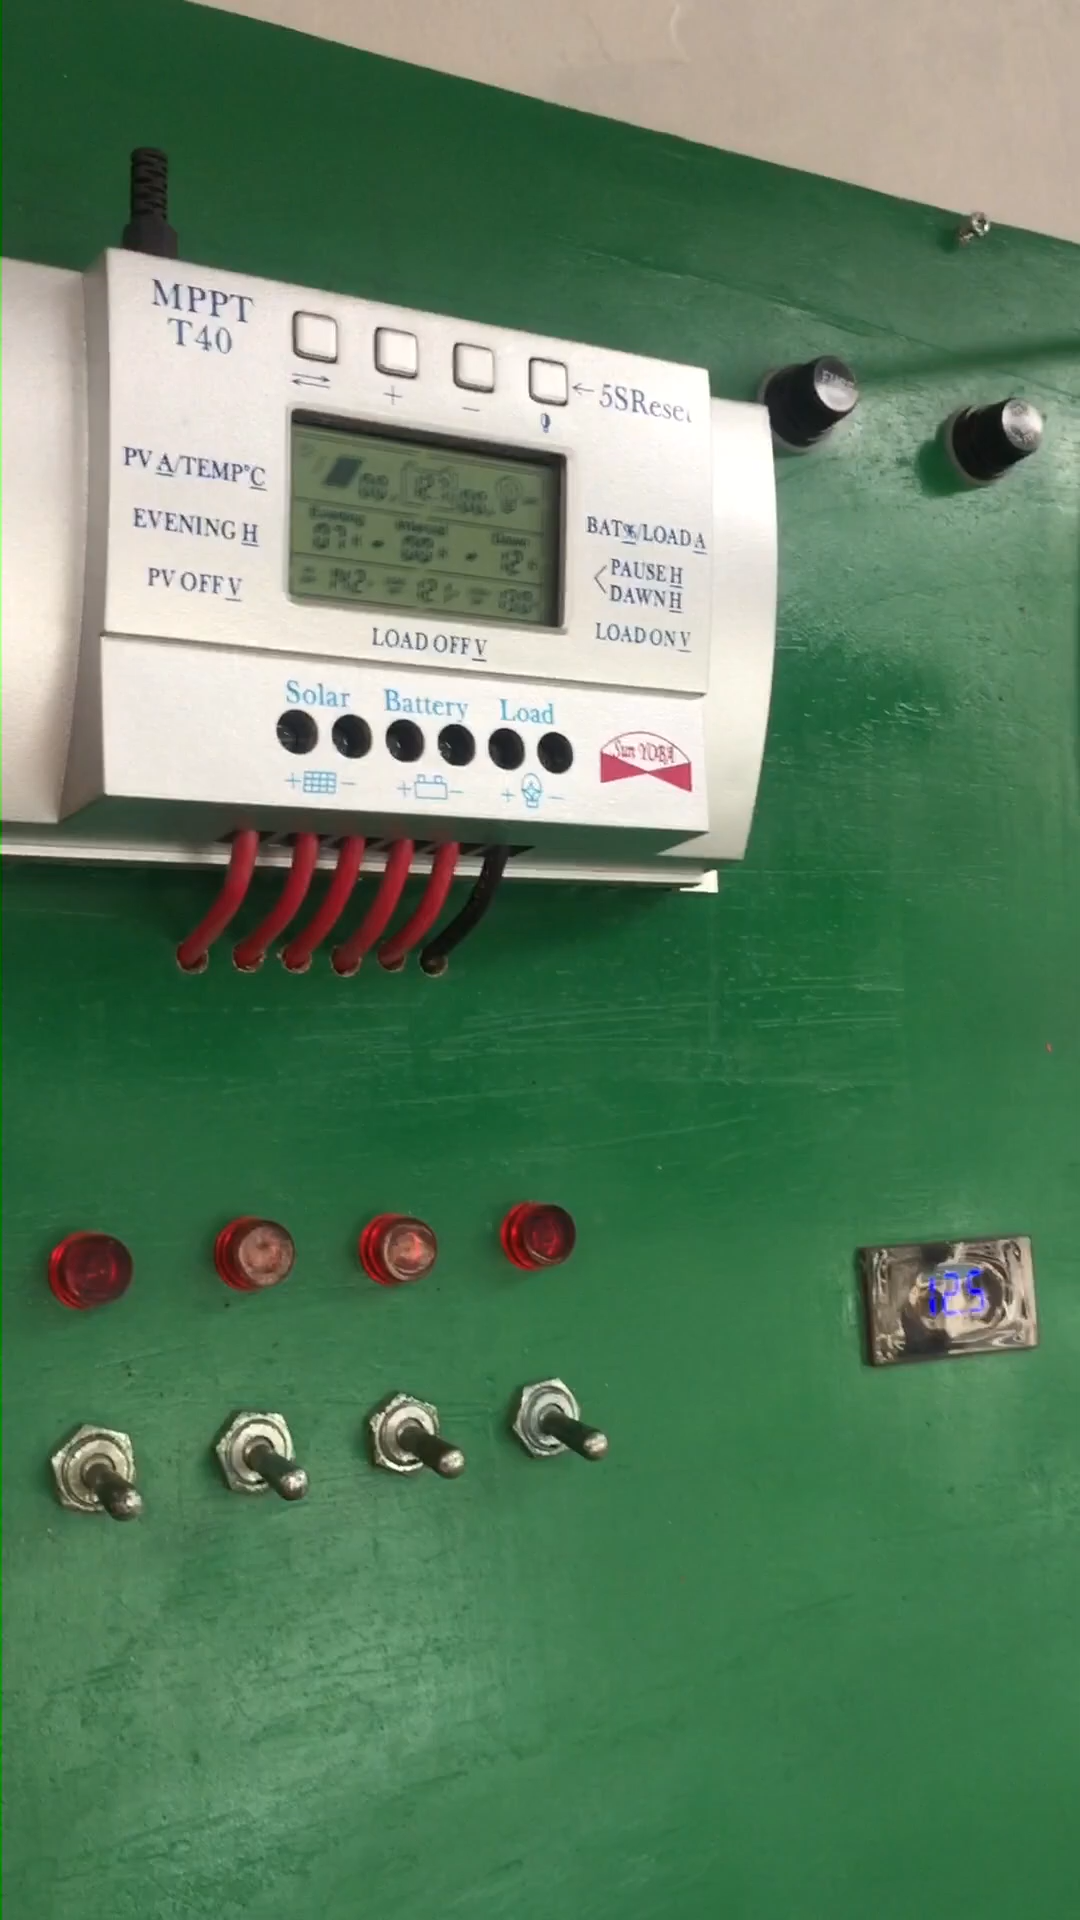 MPPT
T40
←5SReset
+
-
PV A/TEMP°C
EVENING H
PV OFF V
BAT%/LOAD A
PAUSE H
DAWN H
LOAD ON V
LOAD OFF V
Solar Battery Load
+ - + - + -
Sun YOBA
12.5